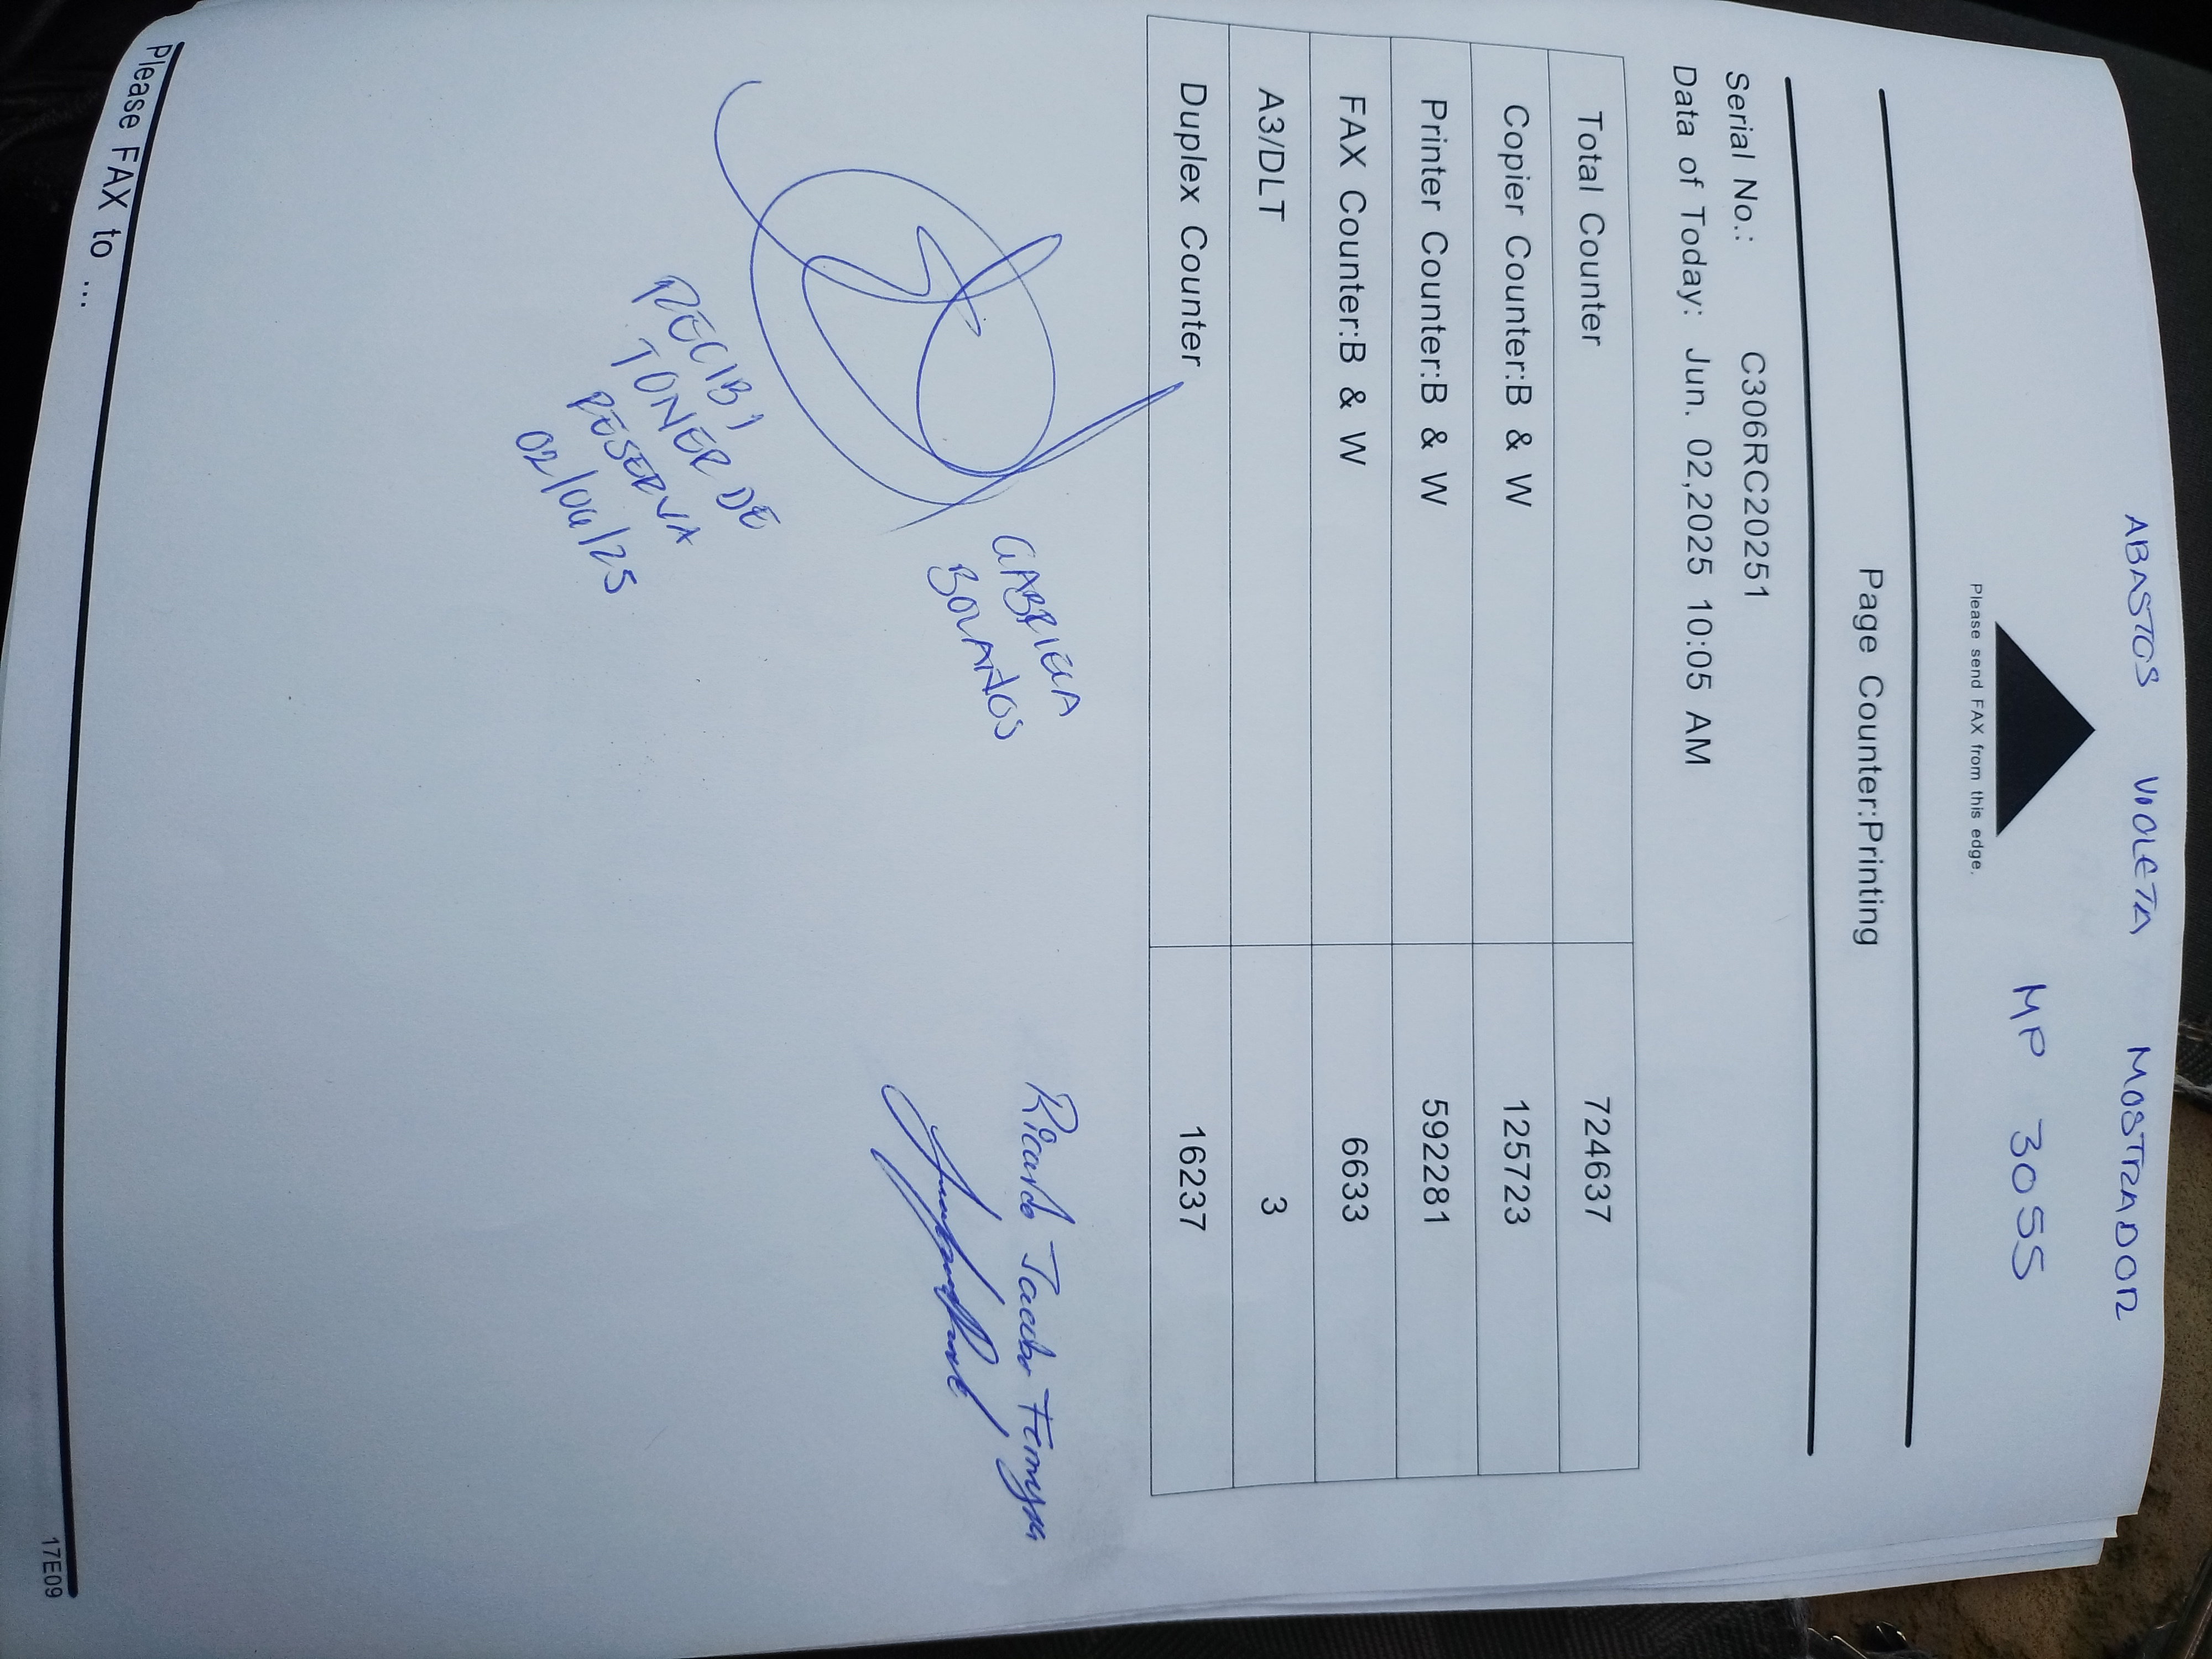 ABASTOS VIOLETA MOSTRADOR
MP 3055
Please send FAX from this edge.
Page Counter:Printing
Serial No.: C306RC20251
Data of Today: Jun. 02,2025 10:05 AM
Total Counter 724637
Copier Counter:B & W 125723
Printer Counter:B & W 592281
FAX Counter:B & W 6633
A3/DLT 3
Duplex Counter 16237
GABRIELA
BOLAÑOS
Ricardo Jacobo
RECIBI
TONER DE
RESERVA
02/06/25
Please FAX to ...
17E09